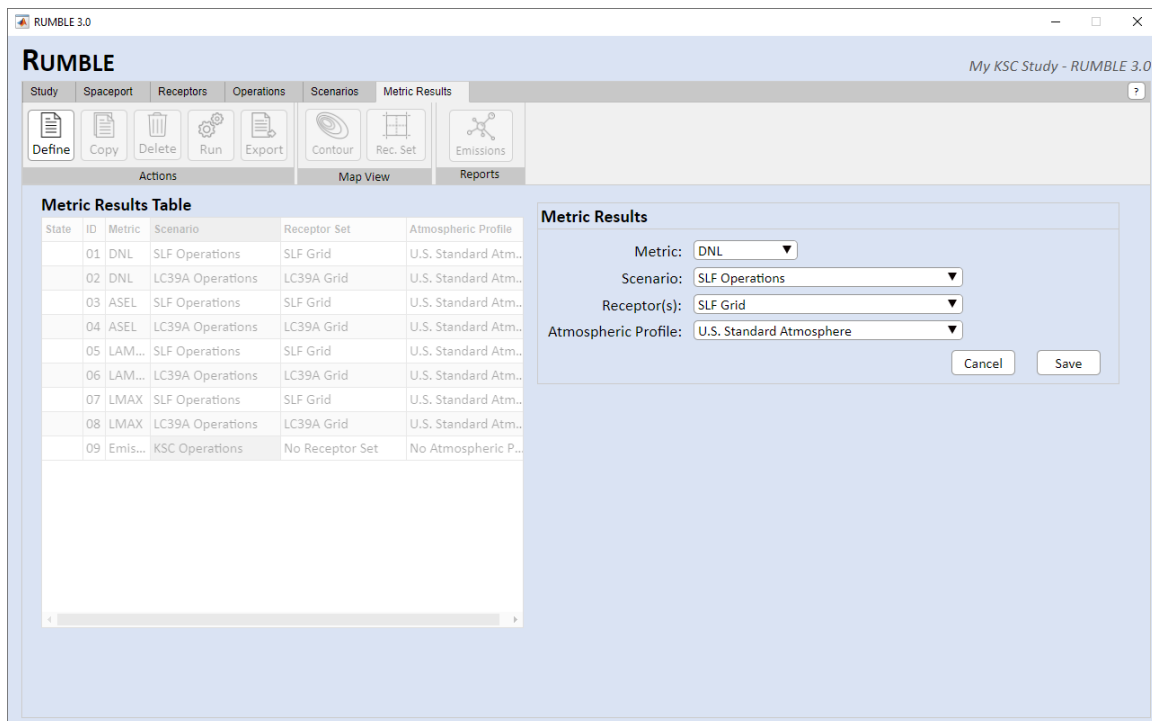 RUMBLE 3.0
RUMBLE
My KSC Study - RUMBLE 3.0
Study Spaceport Receptors Operations Scenarios Metric Results ?
Define Copy Delete Run Export Contour Rec. Set Emissions
Actions Map View Reports
Metric Results Table
State ID Metric Scenario Receptor Set Atmospheric Profile
01 DNL SLF Operations SLF Grid U.S. Standard Atm..
02 DNL LC39A Operations LC39A Grid U.S. Standard Atm..
03 ASEL SLF Operations SLF Grid U.S. Standard Atm..
04 ASEL LC39A Operations LC39A Grid U.S. Standard Atm..
05 LAM... SLF Operations SLF Grid U.S. Standard Atm..
06 LAM... LC39A Operations LC39A Grid U.S. Standard Atm..
07 LMAX SLF Operations SLF Grid U.S. Standard Atm..
08 LMAX LC39A Operations LC39A Grid U.S. Standard Atm..
09 Emis... KSC Operations No Receptor Set No Atmospheric P...
Metric Results
Metric: DNL
Scenario: SLF Operations
Receptor(s): SLF Grid
Atmospheric Profile: U.S. Standard Atmosphere
Cancel Save